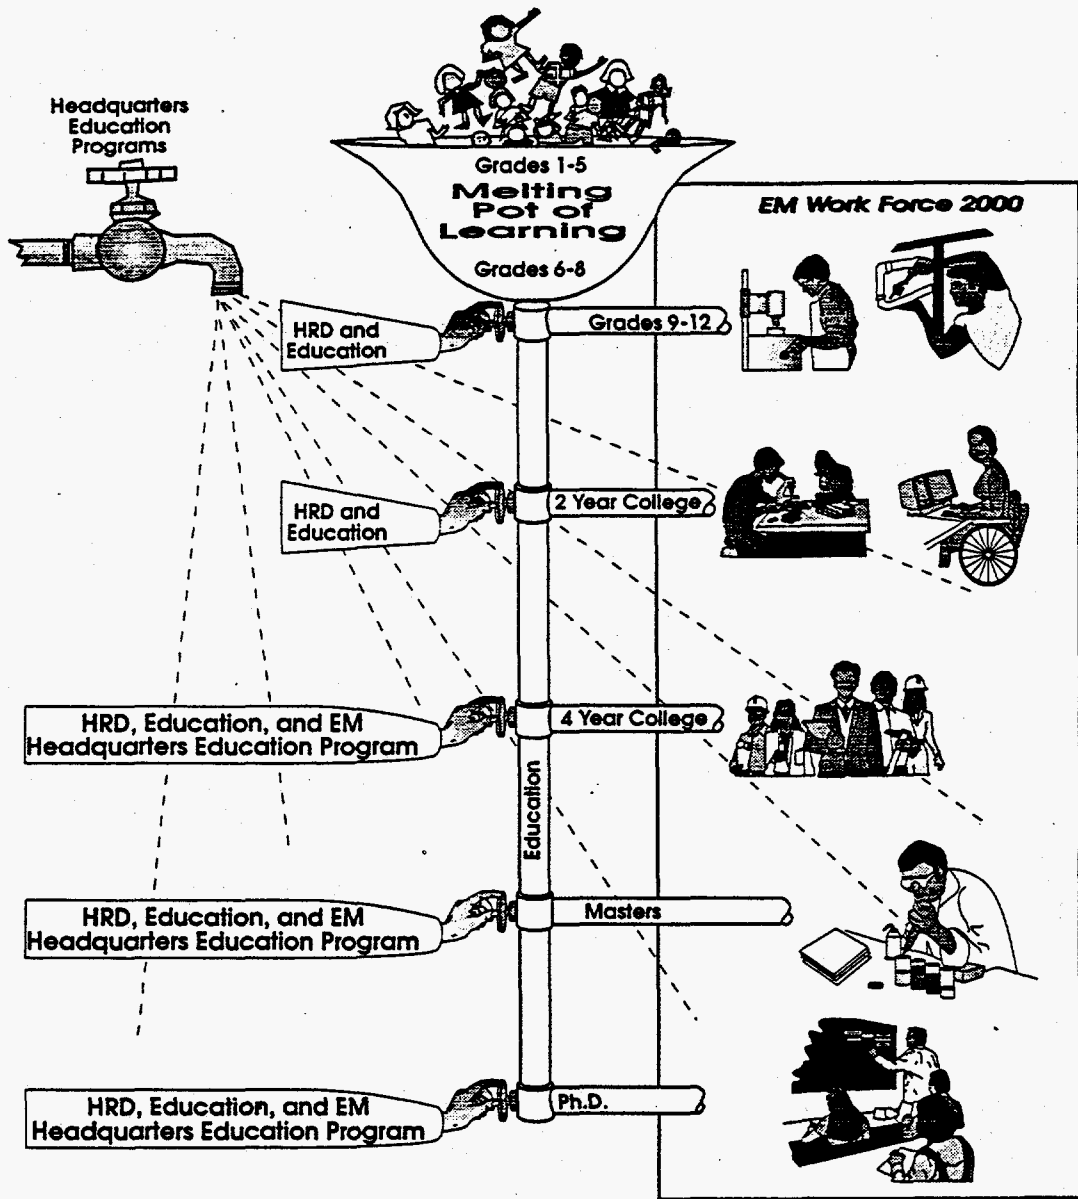 Headquarters
Education
Programs
Grades 1-5
Melting
Pot of
Learning
Grades 6-8
EM Work Force 2000
HRD and
Education
Grades 9-12
HRD and
Education
2 Year College
HRD, Education, and EM
Headquarters Education Program
4 Year College
Education
HRD, Education, and EM
Headquarters Education Program
Masters
HRD, Education, and EM
Headquarters Education Program
Ph.D.